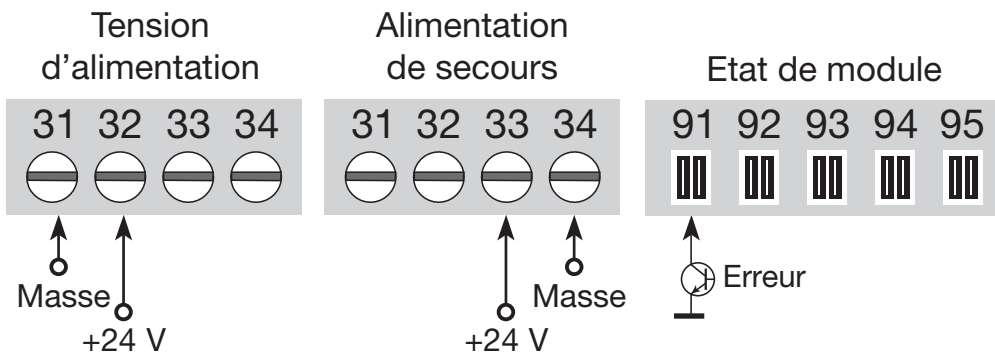 Tension
d’alimentation
Alimentation
de secours
Etat de module
31 32 33 34
31 32 33 34
91 92 93 94 95
Masse
+24 V
Masse
+24 V
Erreur